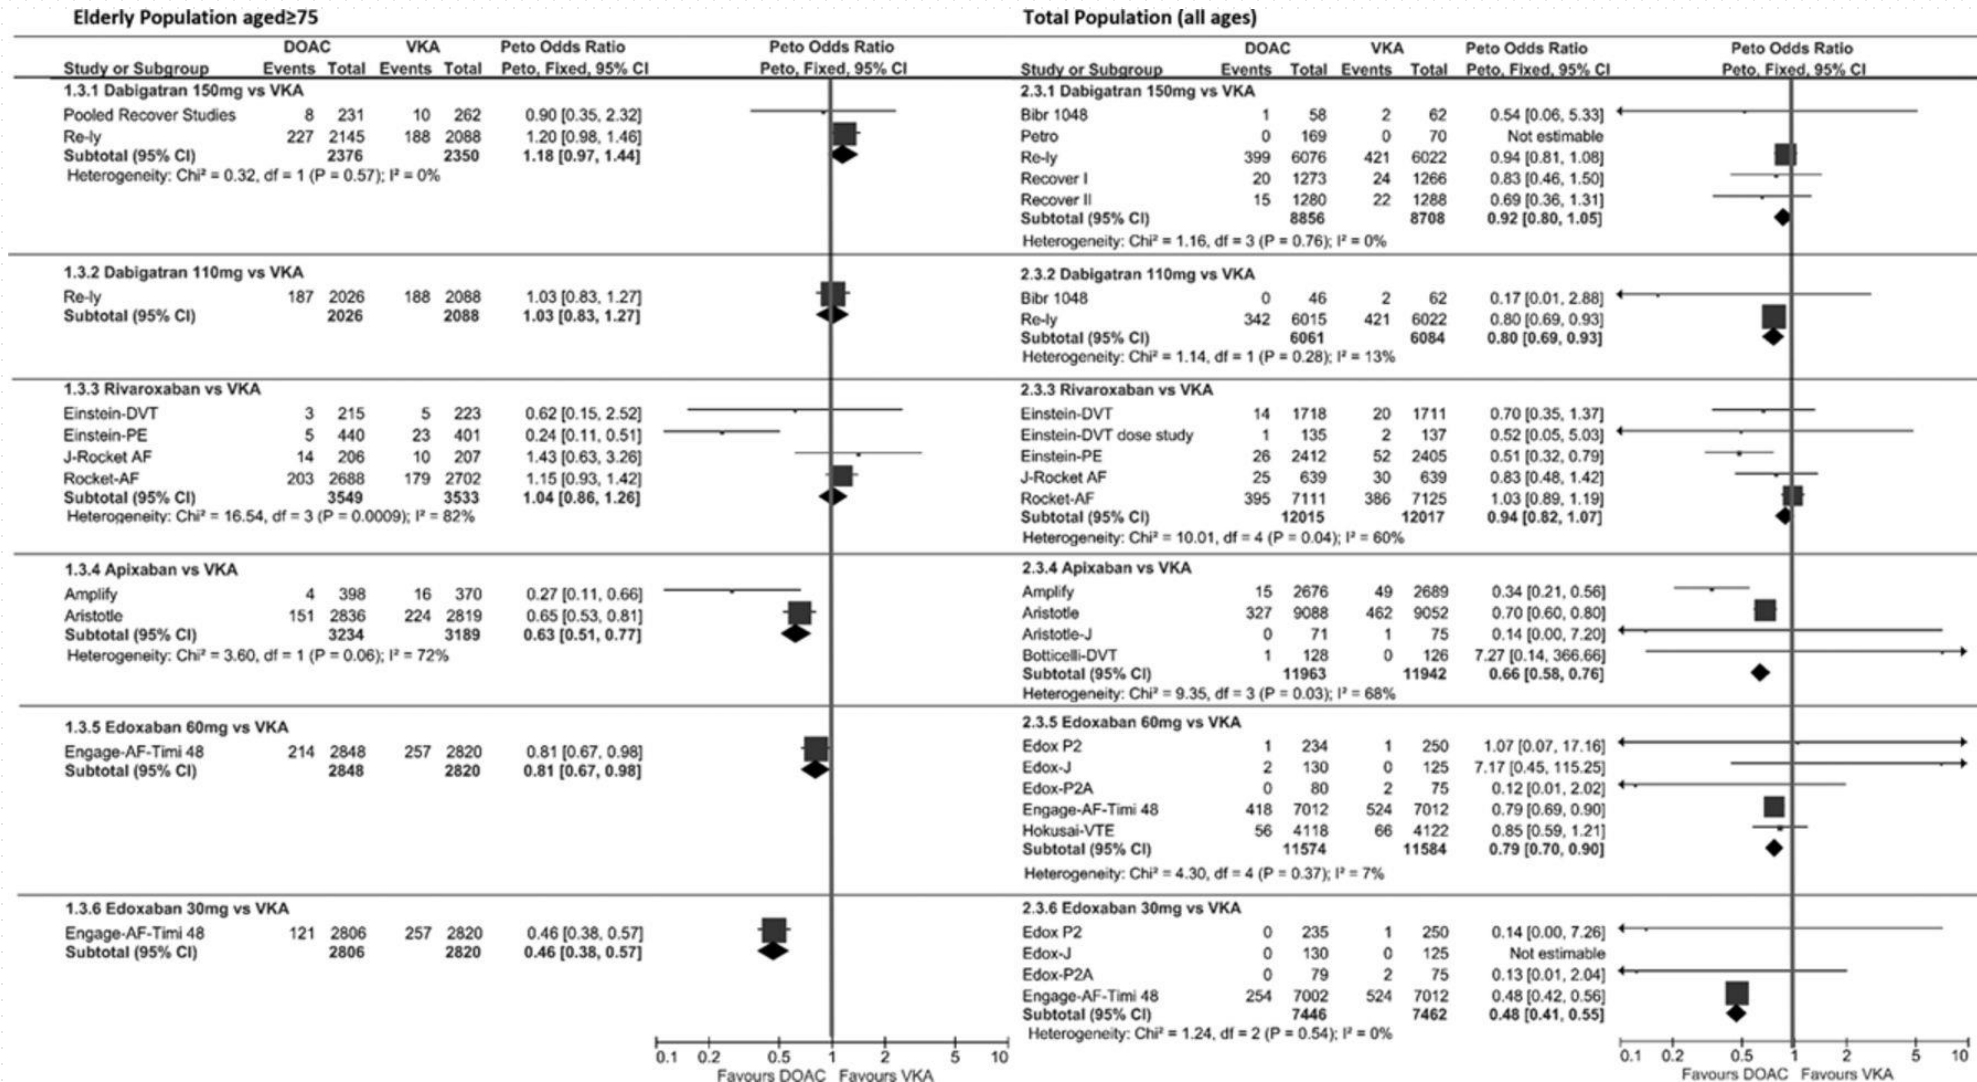 Elderly Population aged≥75
DOAC VKA Peto Odds Ratio Peto Odds Ratio
Study or Subgroup Events Total Events Total Peto, Fixed, 95% CI Peto, Fixed, 95% CI
1.3.1 Dabigatran 150mg vs VKA
Pooled Recover Studies 8 231 10 262 0.90 [0.35, 2.32]
Re-ly 227 2145 188 2088 1.20 [0.98, 1.46]
Subtotal (95% CI) 2376 2350 1.18 [0.97, 1.44]
Heterogeneity: Chi² = 0.32, df = 1 (P = 0.57); I² = 0%
1.3.2 Dabigatran 110mg vs VKA
Re-ly 187 2026 188 2088 1.03 [0.83, 1.27]
Subtotal (95% CI) 2026 2088 1.03 [0.83, 1.27]
1.3.3 Rivaroxaban vs VKA
Einstein-DVT 3 215 5 223 0.62 [0.15, 2.52]
Einstein-PE 5 440 23 401 0.24 [0.11, 0.51]
J-Rocket AF 14 206 10 207 1.43 [0.63, 3.26]
Rocket-AF 203 2688 179 2702 1.15 [0.93, 1.42]
Subtotal (95% CI) 3549 3533 1.04 [0.86, 1.26]
Heterogeneity: Chi² = 16.54, df = 3 (P = 0.0009); I² = 82%
1.3.4 Apixaban vs VKA
Amplify 4 398 16 370 0.27 [0.11, 0.66]
Aristotle 151 2836 224 2819 0.65 [0.53, 0.81]
Subtotal (95% CI) 3234 3189 0.63 [0.51, 0.77]
Heterogeneity: Chi² = 3.60, df = 1 (P = 0.06); I² = 72%
1.3.5 Edoxaban 60mg vs VKA
Engage-AF-Timi 48 214 2848 257 2820 0.81 [0.67, 0.98]
Subtotal (95% CI) 2848 2820 0.81 [0.67, 0.98]
1.3.6 Edoxaban 30mg vs VKA
Engage-AF-Timi 48 121 2806 257 2820 0.46 [0.38, 0.57]
Subtotal (95% CI) 2806 2820 0.46 [0.38, 0.57]
0.1 0.2 0.5 1 2 5 10
Favours DOAC Favours VKA
Total Population (all ages)
DOAC VKA Peto Odds Ratio Peto Odds Ratio
Study or Subgroup Events Total Events Total Peto, Fixed, 95% CI Peto, Fixed, 95% CI
2.3.1 Dabigatran 150mg vs VKA
Bibr 1048 1 58 2 62 0.54 [0.06, 5.33]
Petro 0 169 0 70 Not estimable
Re-ly 399 6076 421 6022 0.94 [0.81, 1.08]
Recover I 20 1273 24 1266 0.83 [0.46, 1.50]
Recover II 15 1280 22 1288 0.69 [0.36, 1.31]
Subtotal (95% CI) 8856 8708 0.92 [0.80, 1.05]
Heterogeneity: Chi² = 1.16, df = 3 (P = 0.76); I² = 0%
2.3.2 Dabigatran 110mg vs VKA
Bibr 1048 0 46 2 62 0.17 [0.01, 2.88]
Re-ly 342 6015 421 6022 0.80 [0.69, 0.93]
Subtotal (95% CI) 6061 6084 0.80 [0.69, 0.93]
Heterogeneity: Chi² = 1.14, df = 1 (P = 0.28); I² = 13%
2.3.3 Rivaroxaban vs VKA
Einstein-DVT 14 1718 20 1711 0.70 [0.35, 1.37]
Einstein-DVT dose study 1 135 2 137 0.52 [0.05, 5.03]
Einstein-PE 26 2412 52 2405 0.51 [0.32, 0.79]
J-Rocket AF 25 639 30 639 0.83 [0.48, 1.42]
Rocket-AF 395 7111 386 7125 1.03 [0.89, 1.19]
Subtotal (95% CI) 12015 12017 0.94 [0.82, 1.07]
Heterogeneity: Chi² = 10.01, df = 4 (P = 0.04); I² = 60%
2.3.4 Apixaban vs VKA
Amplify 15 2676 49 2689 0.34 [0.21, 0.56]
Aristotle 327 9088 462 9052 0.70 [0.60, 0.80]
Aristotle-J 0 71 1 75 0.14 [0.00, 7.20]
Botticelli-DVT 1 128 0 126 7.27 [0.14, 366.66]
Subtotal (95% CI) 11963 11942 0.66 [0.58, 0.76]
Heterogeneity: Chi² = 9.35, df = 3 (P = 0.03); I² = 68%
2.3.5 Edoxaban 60mg vs VKA
Edox P2 1 234 1 250 1.07 [0.07, 17.16]
Edox-J 2 130 0 125 7.17 [0.45, 115.25]
Edox-P2A 0 80 2 75 0.12 [0.01, 2.02]
Engage-AF-Timi 48 418 7012 524 7012 0.79 [0.69, 0.90]
Hokusai-VTE 56 4118 66 4122 0.85 [0.59, 1.21]
Subtotal (95% CI) 11574 11584 0.79 [0.70, 0.90]
Heterogeneity: Chi² = 4.30, df = 4 (P = 0.37); I² = 7%
2.3.6 Edoxaban 30mg vs VKA
Edox P2 0 235 1 250 0.14 [0.00, 7.26]
Edox-J 0 130 0 125 Not estimable
Edox-P2A 0 79 2 75 0.13 [0.01, 2.04]
Engage-AF-Timi 48 254 7002 524 7012 0.48 [0.42, 0.56]
Subtotal (95% CI) 7446 7462 0.48 [0.41, 0.55]
Heterogeneity: Chi² = 1.24, df = 2 (P = 0.54); I² = 0%
0.1 0.2 0.5 1 2 5 10
Favours DOAC Favours VKA